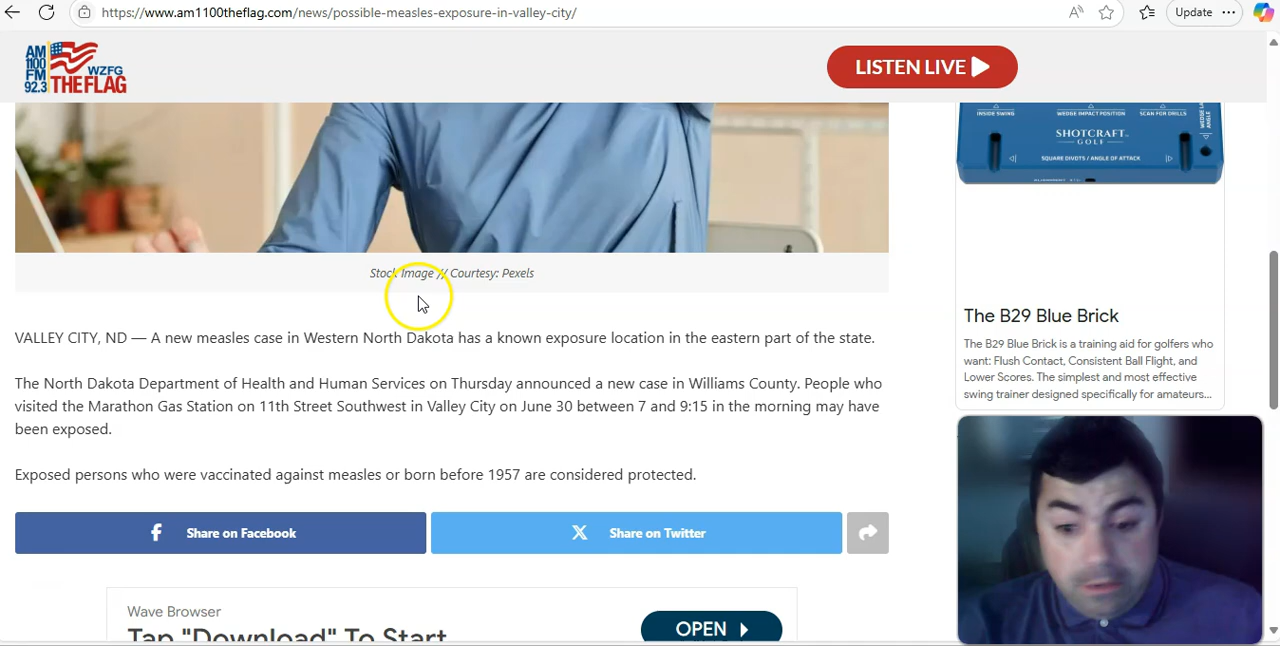 https://www.am1100theflag.com/news/possible-measles-exposure-in-valley-city/
Update
AM
1100
FM
92.3
WZFG
THE FLAG
LISTEN LIVE
INSIDE SWING
WEDGE IMPACT POSITION
SCAN FOR DRILLS
SHOTCRAFT
GOLF
SQUARE DIVOTS / ANGLE OF ATTACK
Stock Image // Courtesy: Pexels
VALLEY CITY, ND — A new measles case in Western North Dakota has a known exposure location in the eastern part of the state.
The North Dakota Department of Health and Human Services on Thursday announced a new case in Williams County. People who
visited the Marathon Gas Station on 11th Street Southwest in Valley City on June 30 between 7 and 9:15 in the morning may have
been exposed.
Exposed persons who were vaccinated against measles or born before 1957 are considered protected.
Share on Facebook
Share on Twitter
The B29 Blue Brick
The B29 Blue Brick is a training aid for golfers who
want: Flush Contact, Consistent Ball Flight, and
Lower Scores. The simplest and most effective
swing trainer designed specifically for amateurs...
Wave Browser
Tap "Download" To Start
OPEN